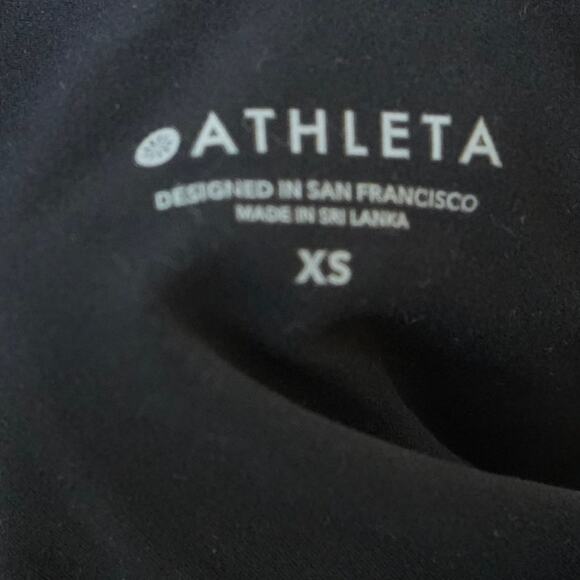 ATHLETA
DESIGNED IN SAN FRANCISCO
MADE IN SRI LANKA
XS